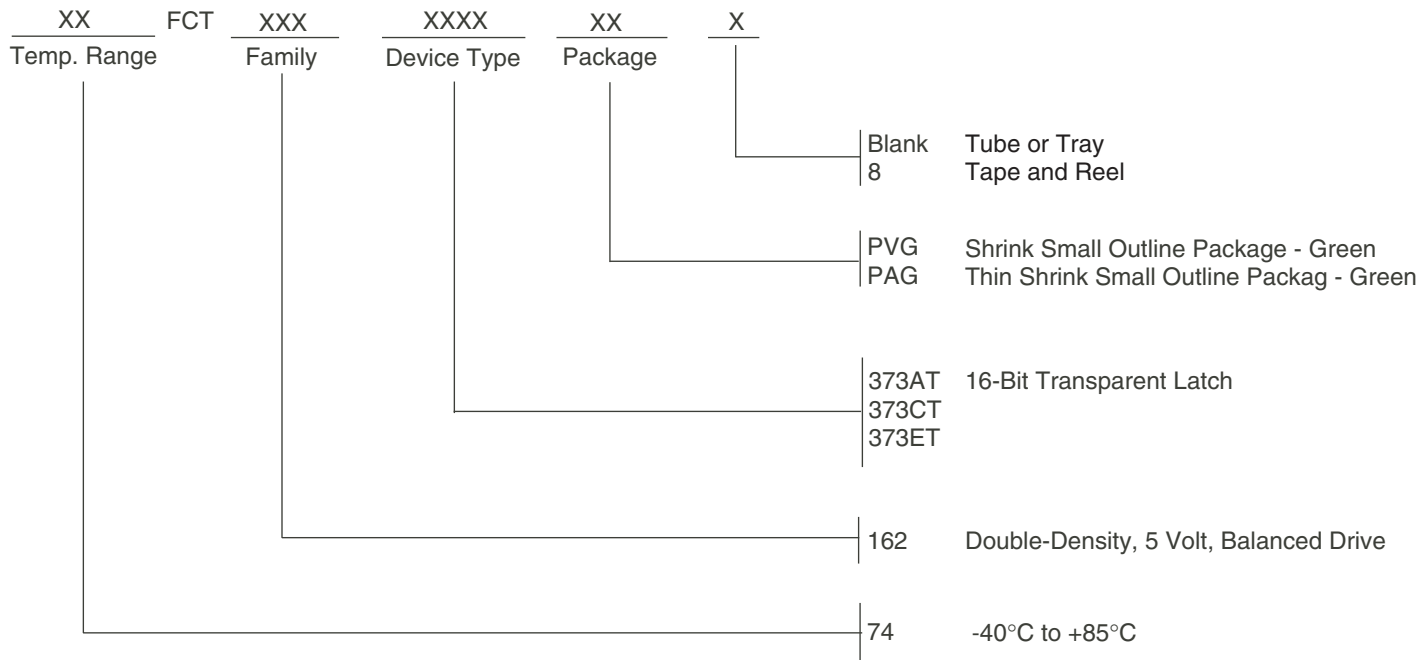 XX FCT XXX XXXX XX X
Temp. Range Family Device Type Package
Blank Tube or Tray
8 Tape and Reel
PVG Shrink Small Outline Package - Green
PAG Thin Shrink Small Outline Packag - Green
373AT 16-Bit Transparent Latch
373CT
373ET
162 Double-Density, 5 Volt, Balanced Drive
74 -40°C to +85°C